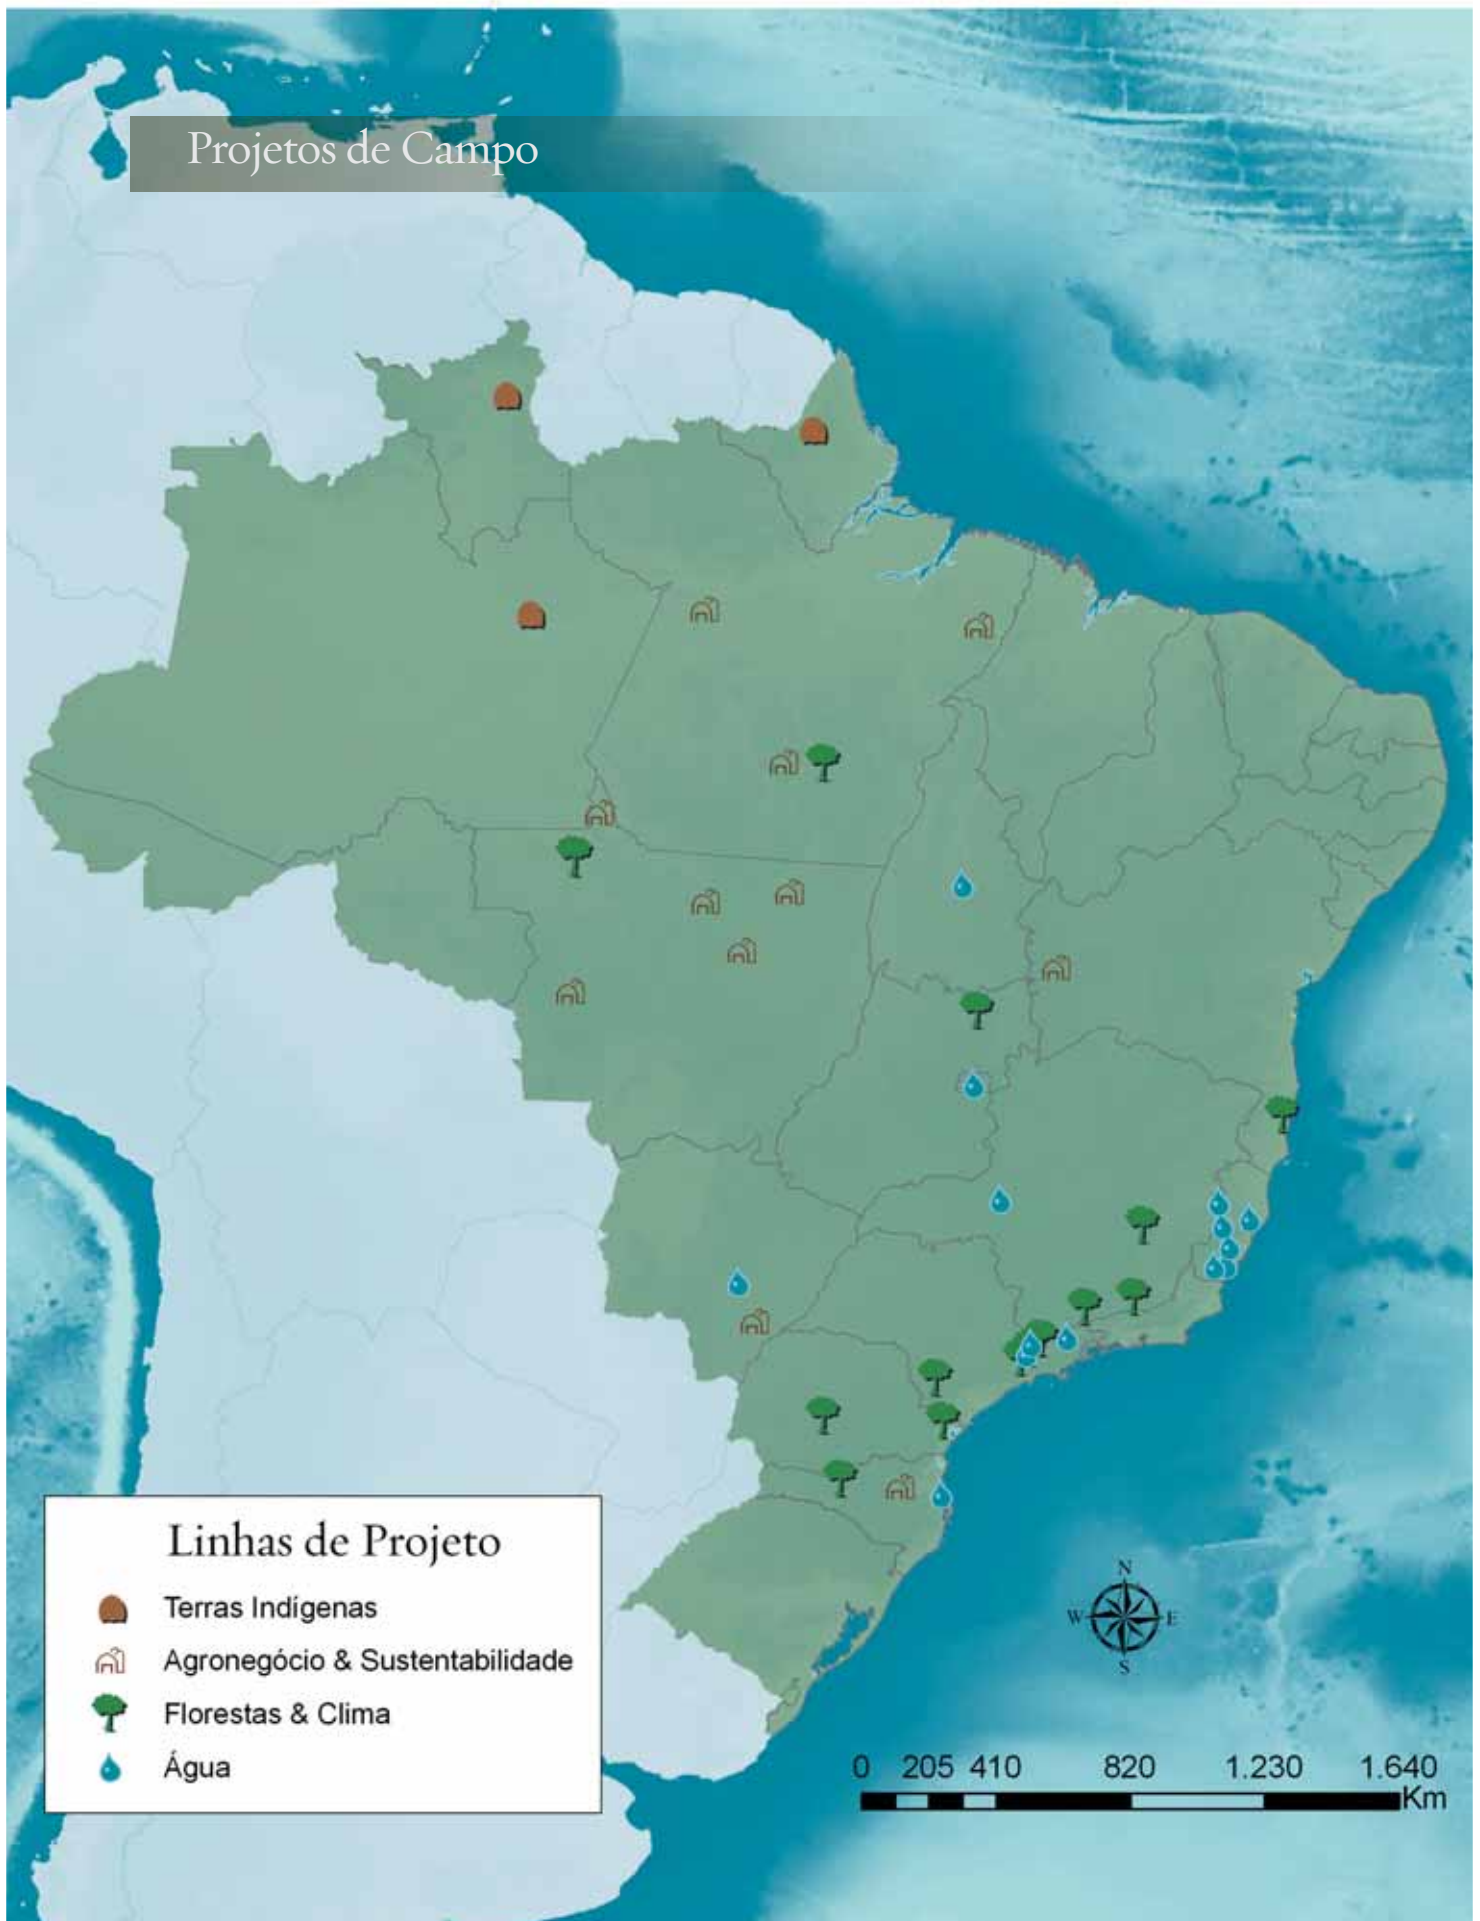 Projetos de Campo
Linhas de Projeto
Terras Indígenas
Agronegócio & Sustentabilidade
Florestas & Clima
Água
N
W E
S
0 205 410 820 1.230 1.640
Km